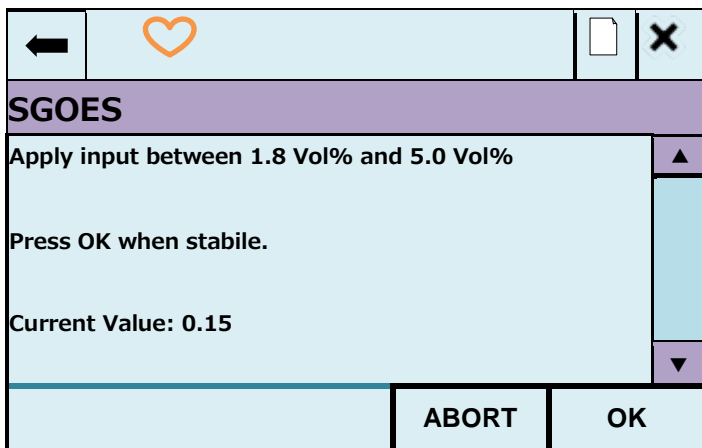 SGOES
Apply input between 1.8 Vol% and 5.0 Vol%
Press OK when stabile.
Current Value: 0.15
ABORT OK